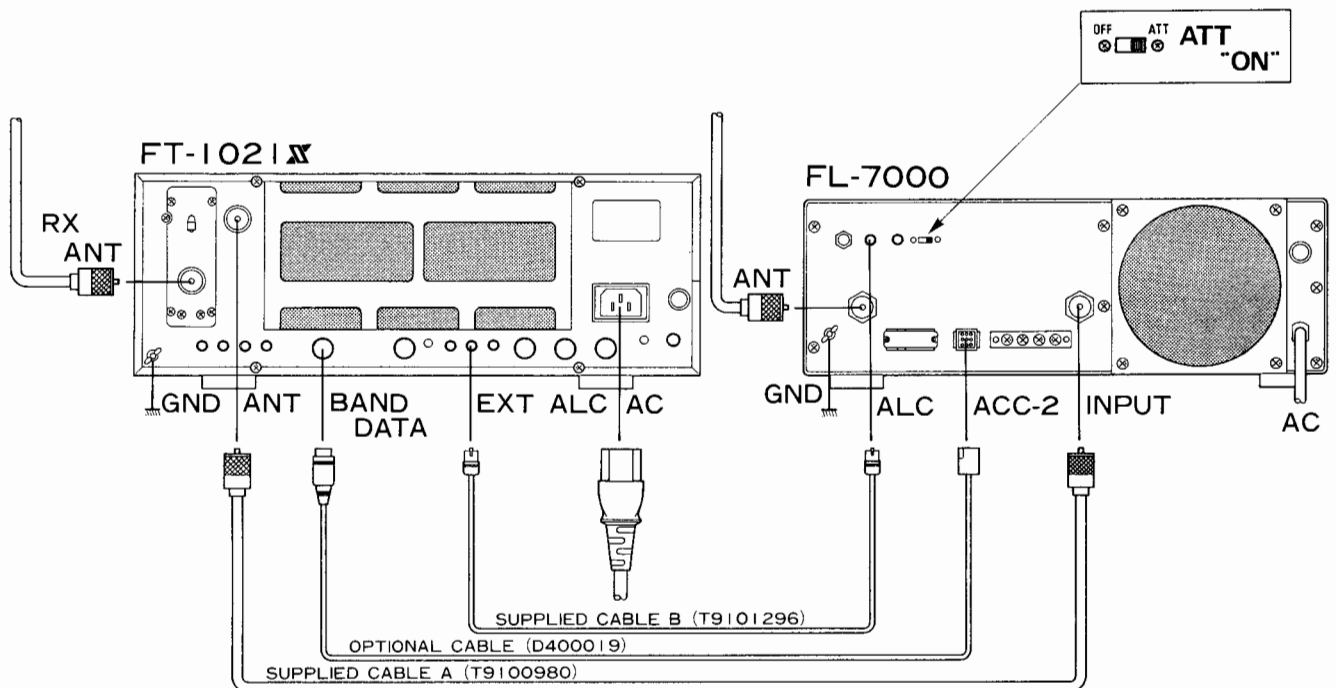 OFF ATT
ATT
"ON"
FT-1021X
FL-7000
RX
ANT
ANT
GND ANT BAND
DATA
EXT ALC AC
GND
ALC ACC-2 INPUT
AC
SUPPLIED CABLE B (T9101296)
OPTIONAL CABLE (D400019)
SUPPLIED CABLE A (T9100980)